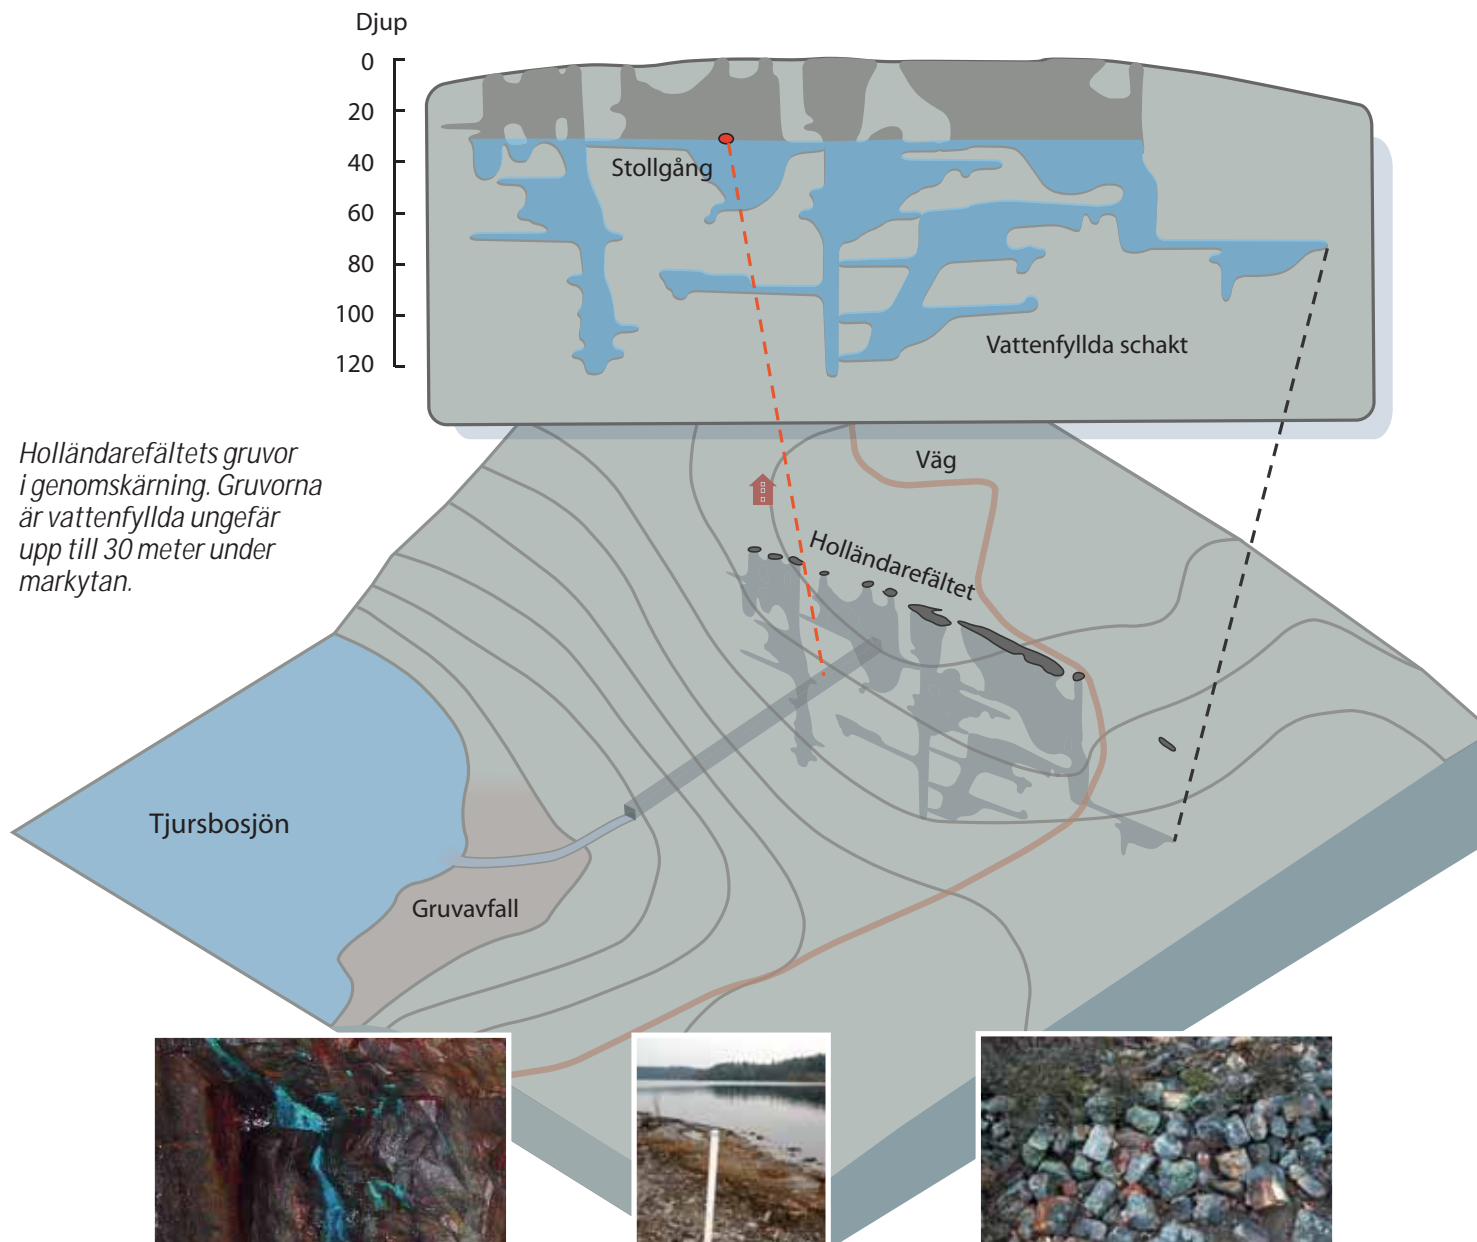 Djup
0
20
40
60
80
100
120
Stollgång
Vattenfyllda schakt
Holländarefältets gruvor
i genomskärning. Gruvorna
är vattenfyllda ungefär
upp till 30 meter under
markytan.
Väg
Holländarefältet
Tjursbosjön
Gruvavfall